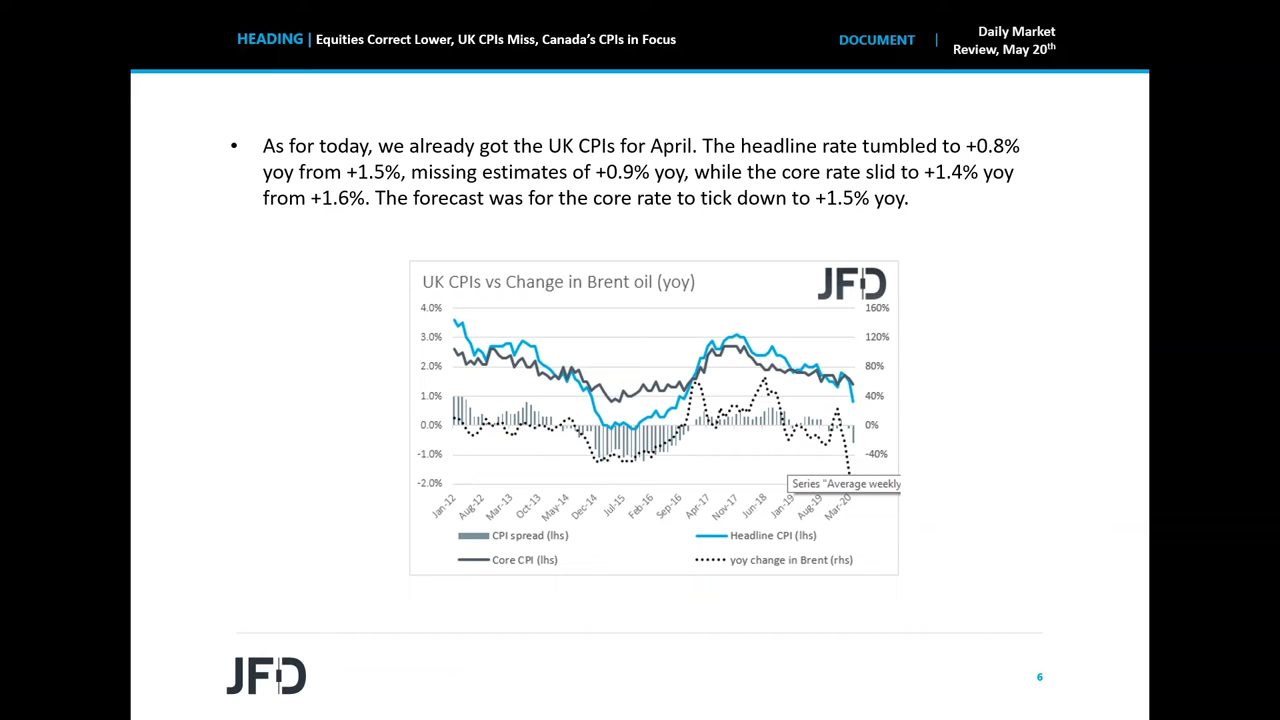 HEADING | Equities Correct Lower, UK CPIs Miss, Canada's CPIs in Focus
DOCUMENT |
Daily Market
Review, May 20th
• As for today, we already got the UK CPIs for April. The headline rate tumbled to +0.8%
yoy from +1.5%, missing estimates of +0.9% yoy, while the core rate slid to +1.4% yoy
from +1.6%. The forecast was for the core rate to tick down to +1.5% yoy.
UK CPIs vs Change in Brent oil (yoy)
JFD
4.0%
3.0%
2.0%
1.0%
0.0%
-1.0%
-2.0%
160%
120%
80%
40%
0%
-40%
Series "Average weekly
Jan-12
Aug-12
Mar-13
Oct-13
May-14
Dec-14
Jul-15
Feb-16
Sep-16
Apr-17
Nov-17
Jun-18
Jan-19
Aug-19
Mar-20
CPI spread (lhs)
Headline CPI (lhs)
Core CPI (lhs)
yoy change in Brent (rhs)
JFD
6